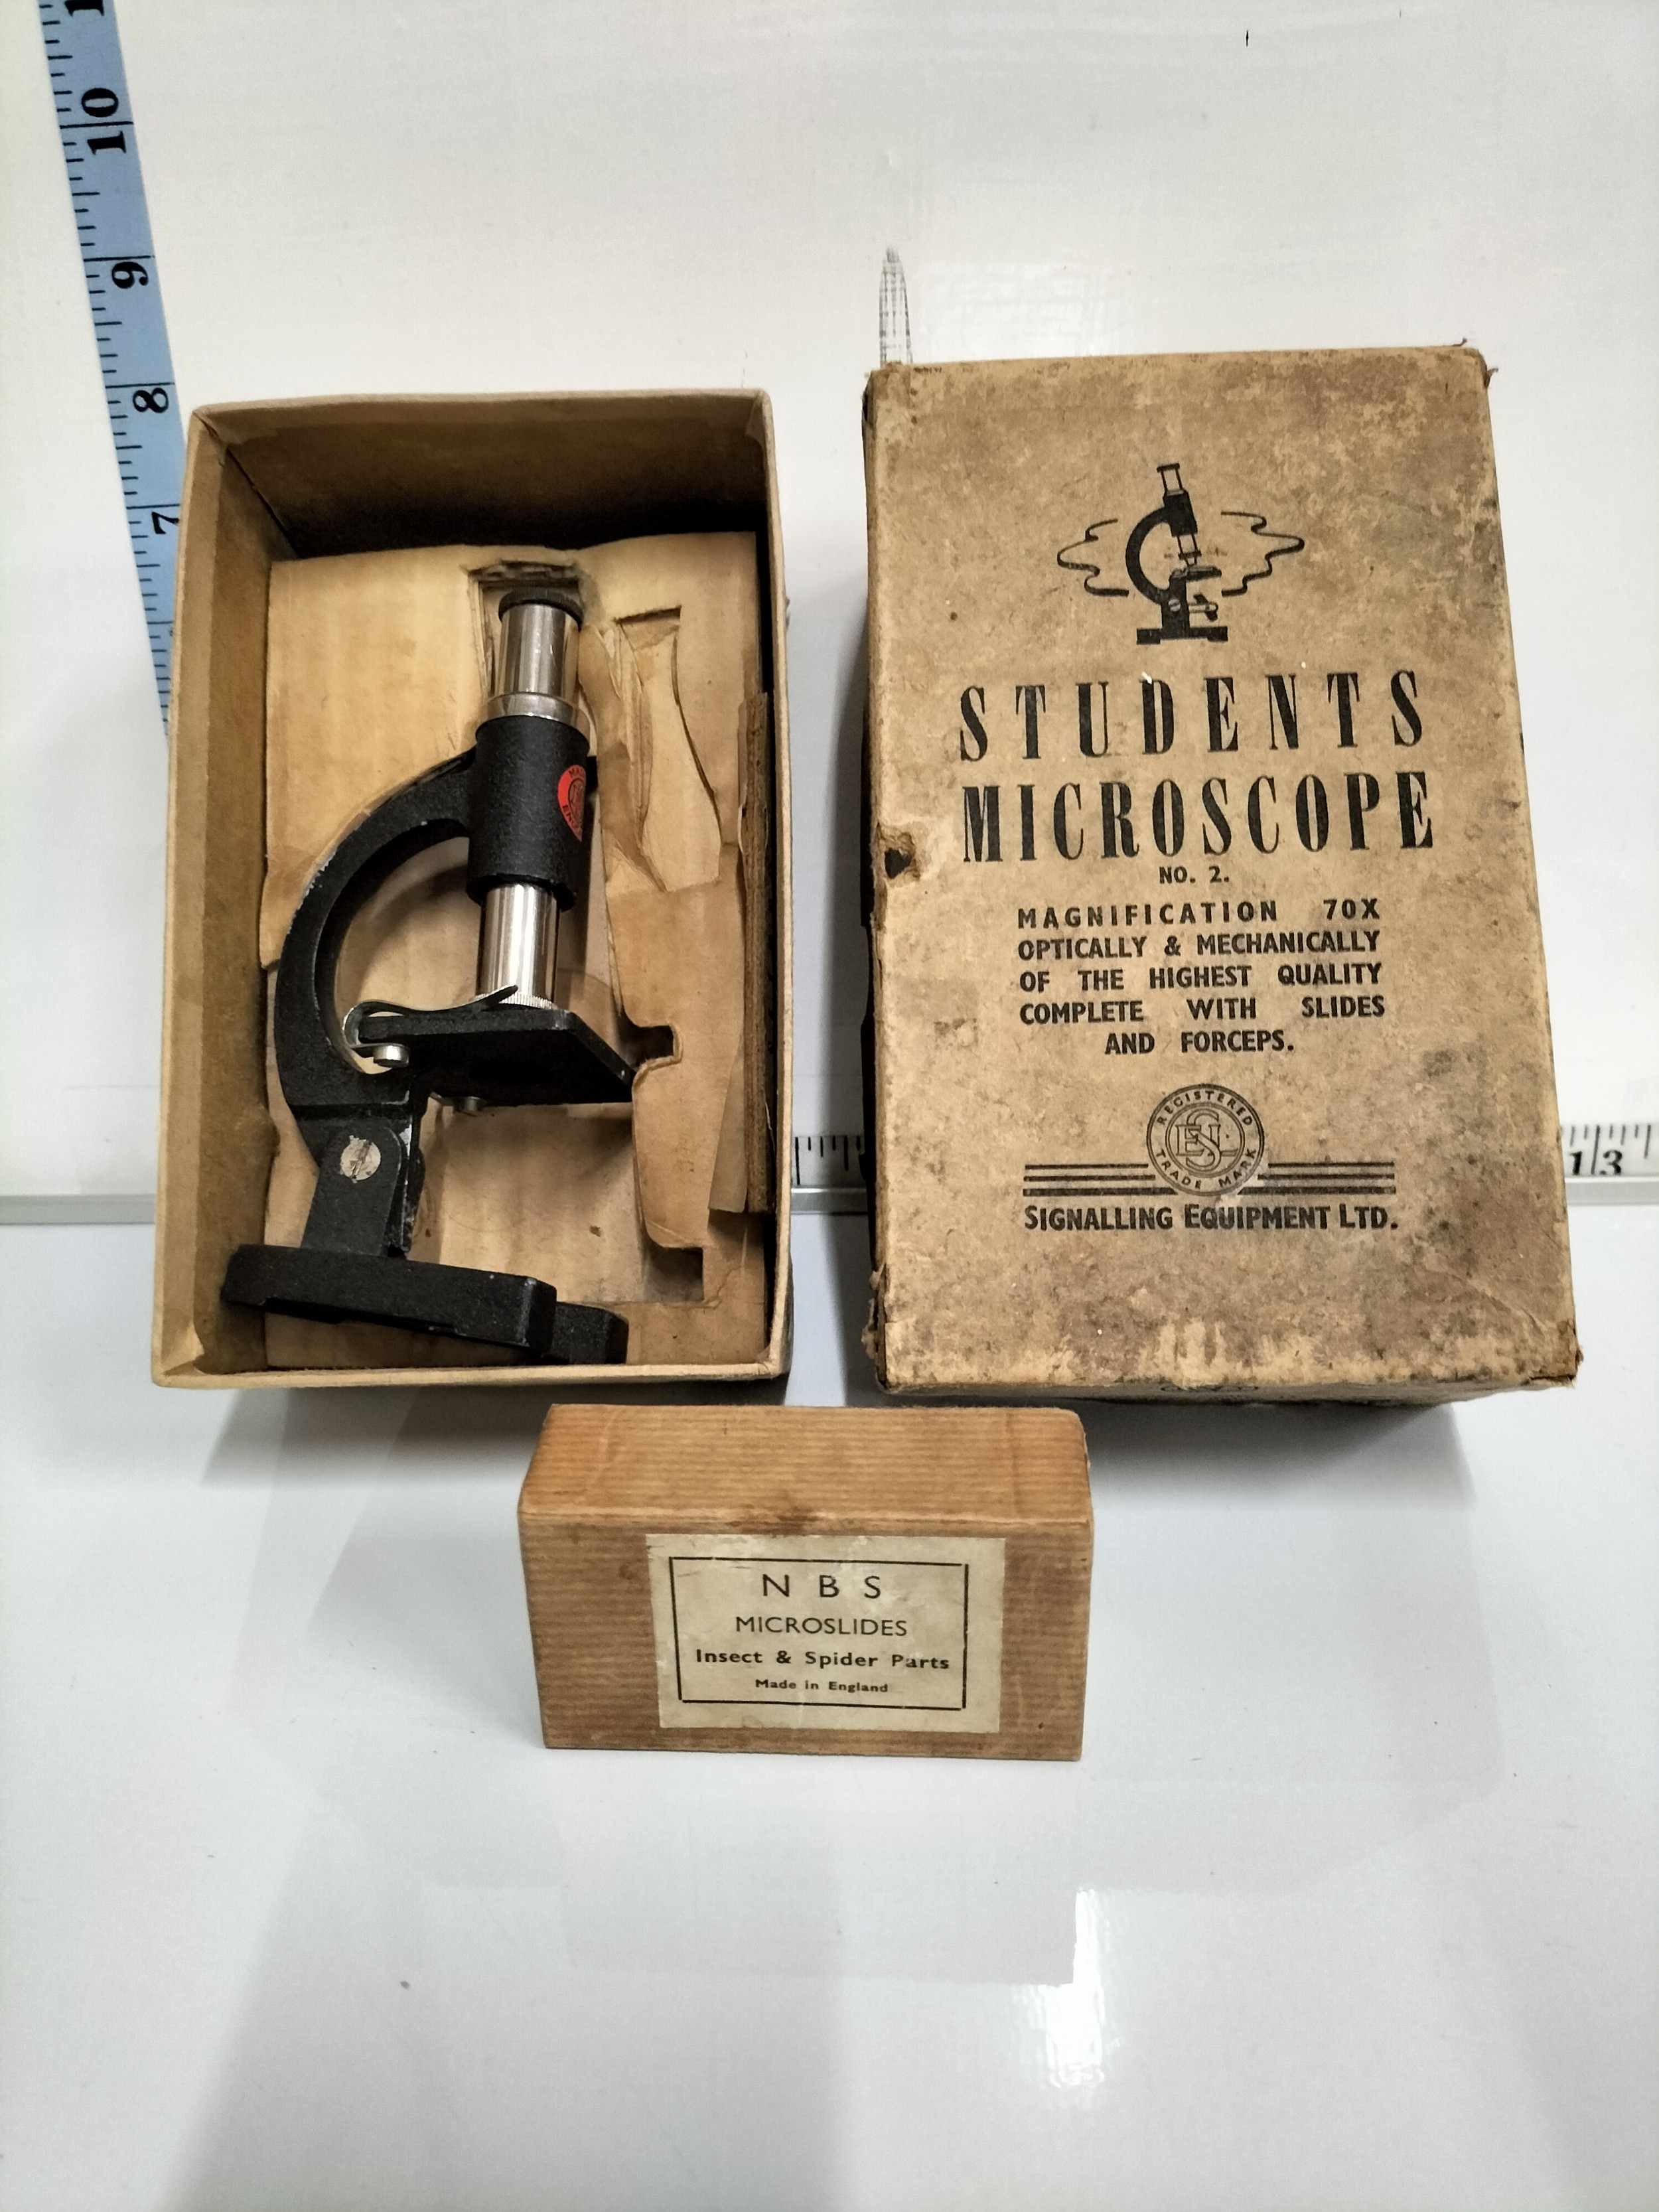 10
9
8
7
STUDENTS
MICROSCOPE
NO. 2.
MAGNIFICATION 70X
OPTICALLY & MECHANICALLY
OF THE HIGHEST QUALITY
COMPLETE WITH SLIDES
AND FORCEPS.
REGISTERED
TRADE MARK
SIGNALLING EQUIPMENT LTD.
13
N B S
MICROSLIDES
Insect & Spider Parts
Made in England